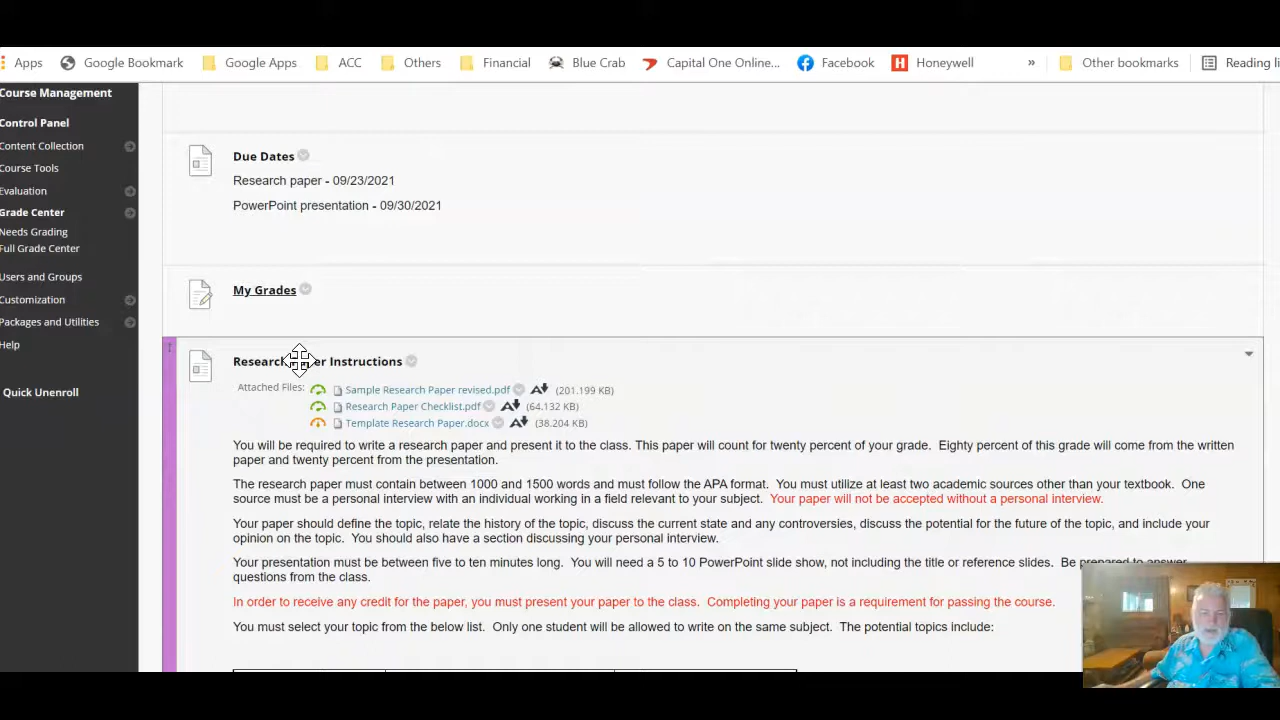 Apps Google Bookmark Google Apps ACC Others Financial Blue Crab Capital One Online... Facebook Honeywell » Other bookmarks Reading li
Course Management
Control Panel
Content Collection
Course Tools
Evaluation
Grade Center
Needs Grading
Full Grade Center
Users and Groups
Customization
Packages and Utilities
Help
Quick Unenroll
Due Dates
Research paper - 09/23/2021
PowerPoint presentation - 09/30/2021
My Grades
Research er Instructions
Attached Files: Sample Research Paper revised.pdf (201.199 KB)
Research Paper Checklist.pdf (64.132 KB)
Template Research Paper.docx (38.204 KB)
You will be required to write a research paper and present it to the class. This paper will count for twenty percent of your grade. Eighty percent of this grade will come from the written
paper and twenty percent from the presentation.
The research paper must contain between 1000 and 1500 words and must follow the APA format. You must utilize at least two academic sources other than your textbook. One
source must be a personal interview with an individual working in a field relevant to your subject. Your paper will not be accepted without a personal interview.
Your paper should define the topic, relate the history of the topic, discuss the current state and any controversies, discuss the potential for the future of the topic, and include your
opinion on the topic. You should also have a section discussing your personal interview.
Your presentation must be between five to ten minutes long. You will need a 5 to 10 PowerPoint slide show, not including the title or reference slides. Be prepared to answer
questions from the class.
In order to receive any credit for the paper, you must present your paper to the class. Completing your paper is a requirement for passing the course.
You must select your topic from the below list. Only one student will be allowed to write on the same subject. The potential topics include: